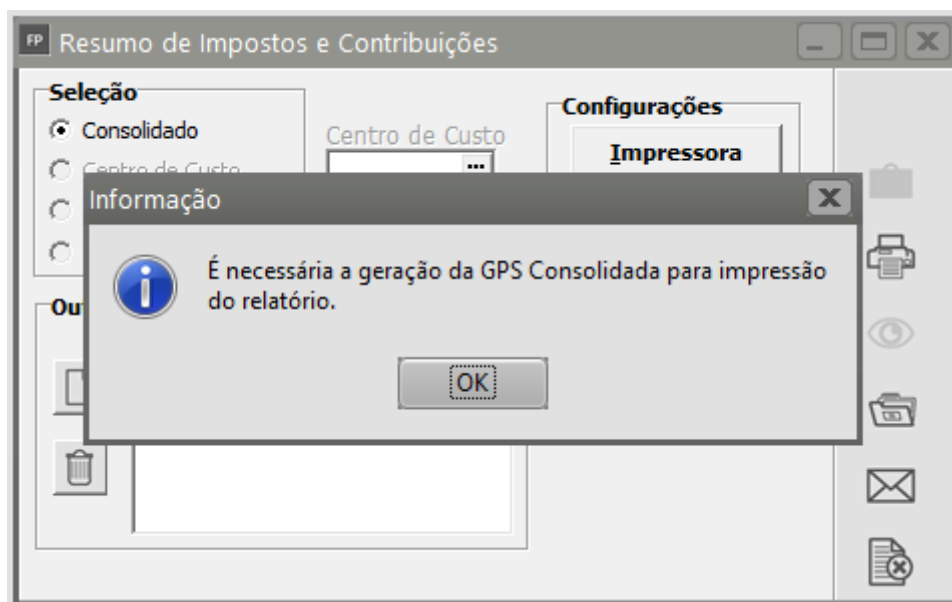 FP Resumo de Impostos e Contribuições
Seleção
Consolidado
Centro de Custo
Centro de Custo
...
Configurações
Impressora
Informação
É necessária a geração da GPS Consolidada para impressão
do relatório.
OK